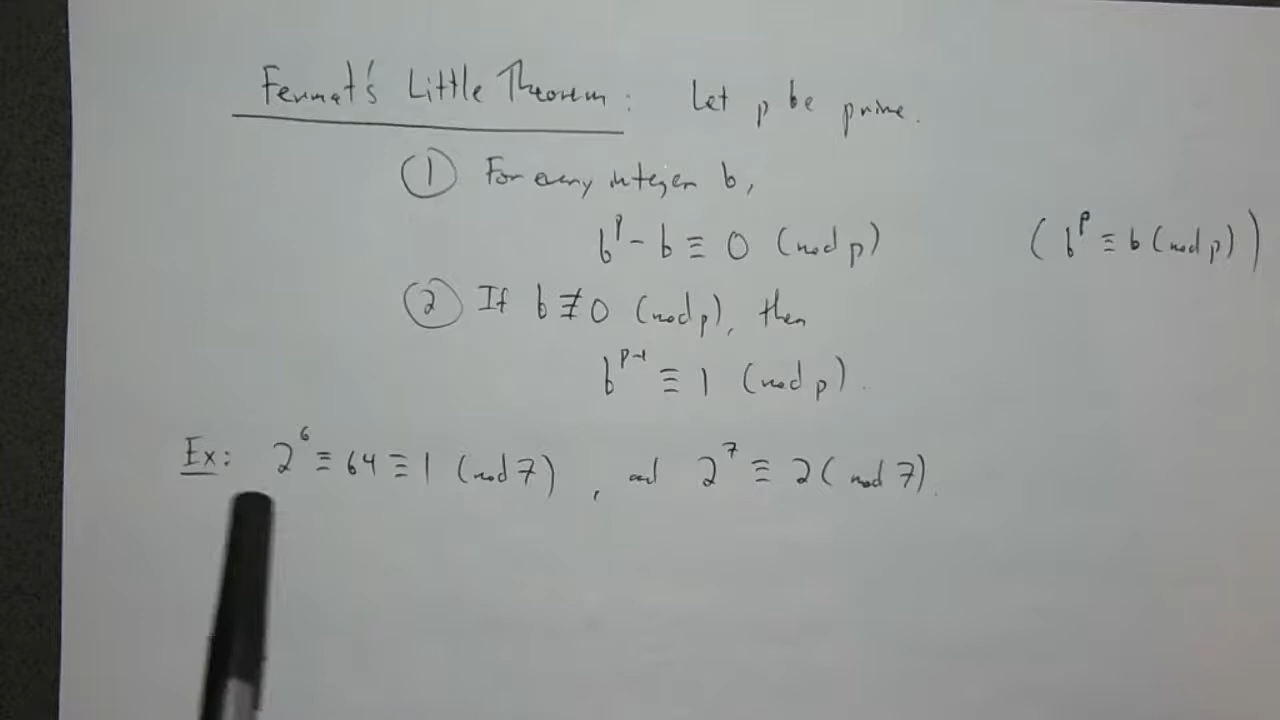 Fermat's Little Theorem: Let p be prime.
① For every integer b,
b^p - b ≡ 0 (mod p) (b^p ≡ b (mod p))
② If b ≢ 0 (mod p), then
b^{p-1} ≡ 1 (mod p).
Ex: 2^6 ≡ 64 ≡ 1 (mod 7), and 2^7 ≡ 2 (mod 7).